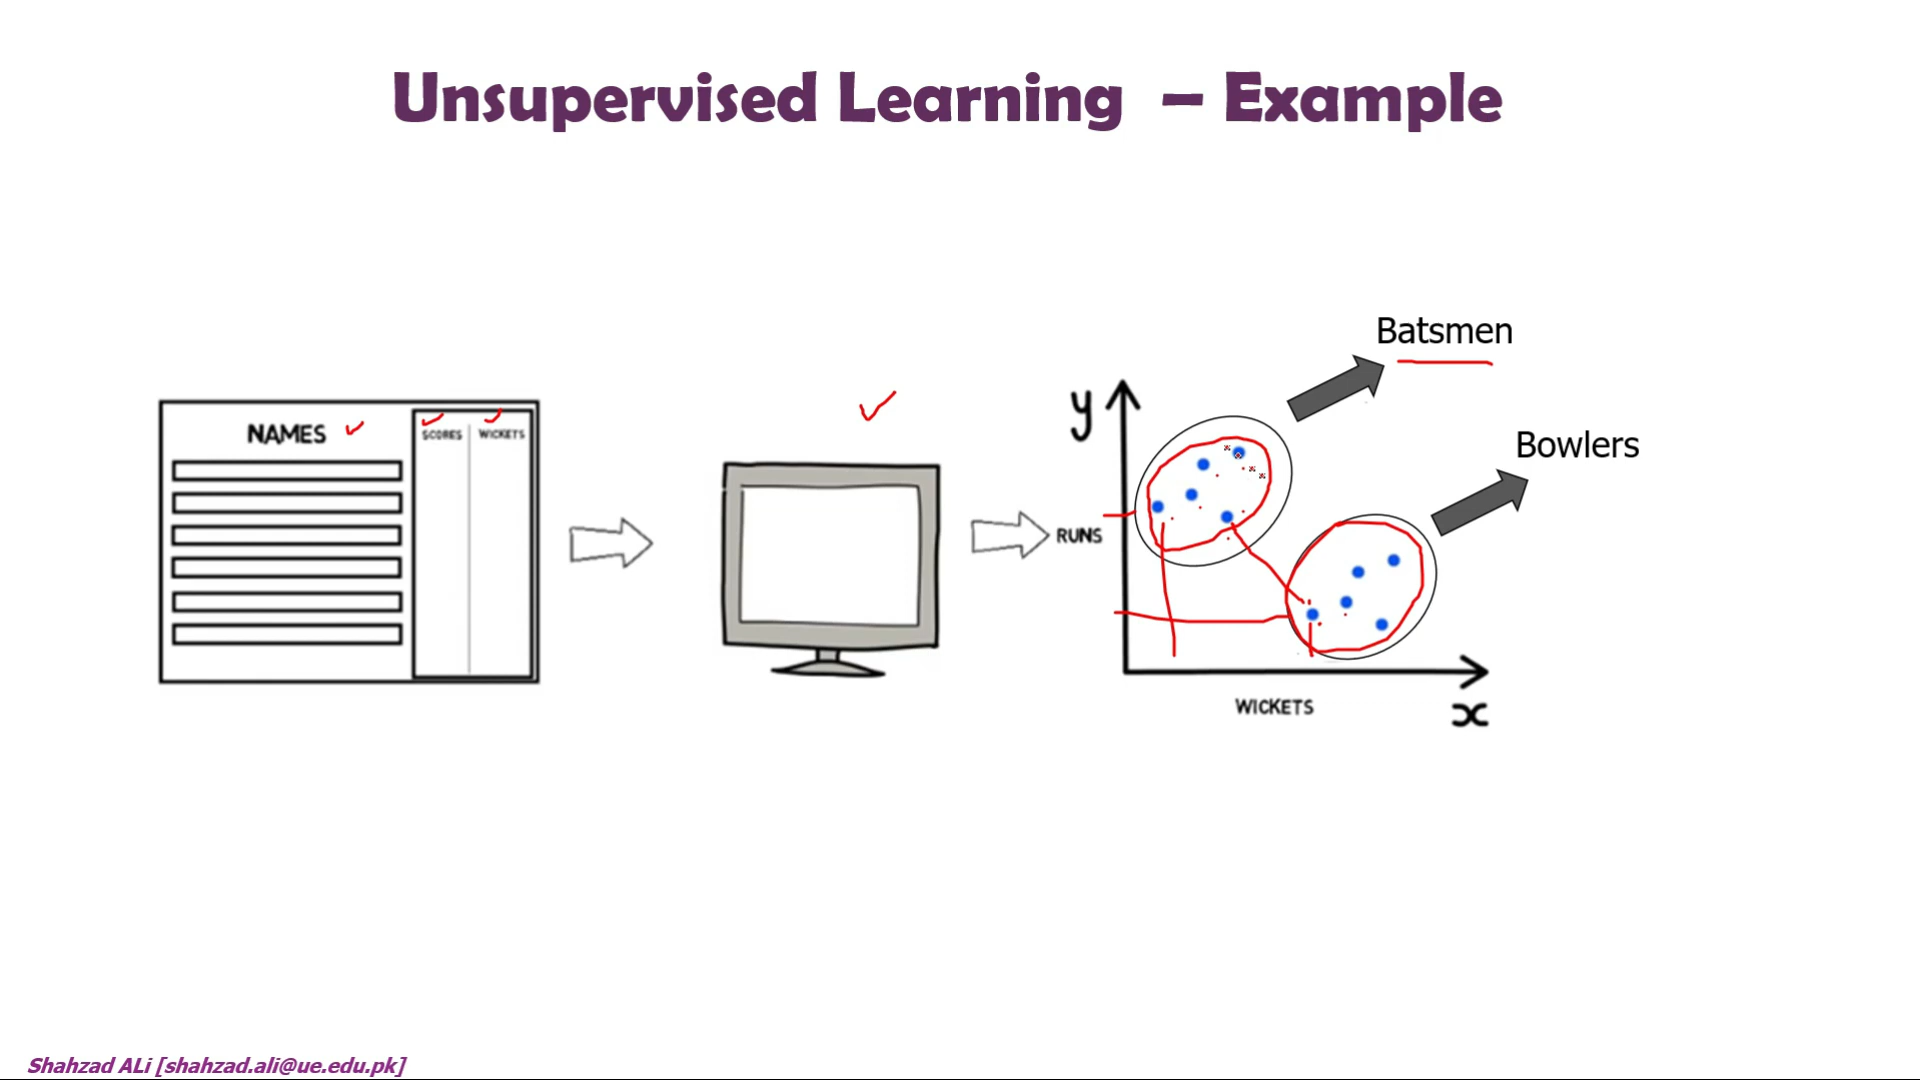 Unsupervised Learning – Example
Batsmen
Bowlers
NAMES
SCORES
WICKETS
y
RUNS
WICKETS
x
Shahzad ALi [shahzad.ali@ue.edu.pk]